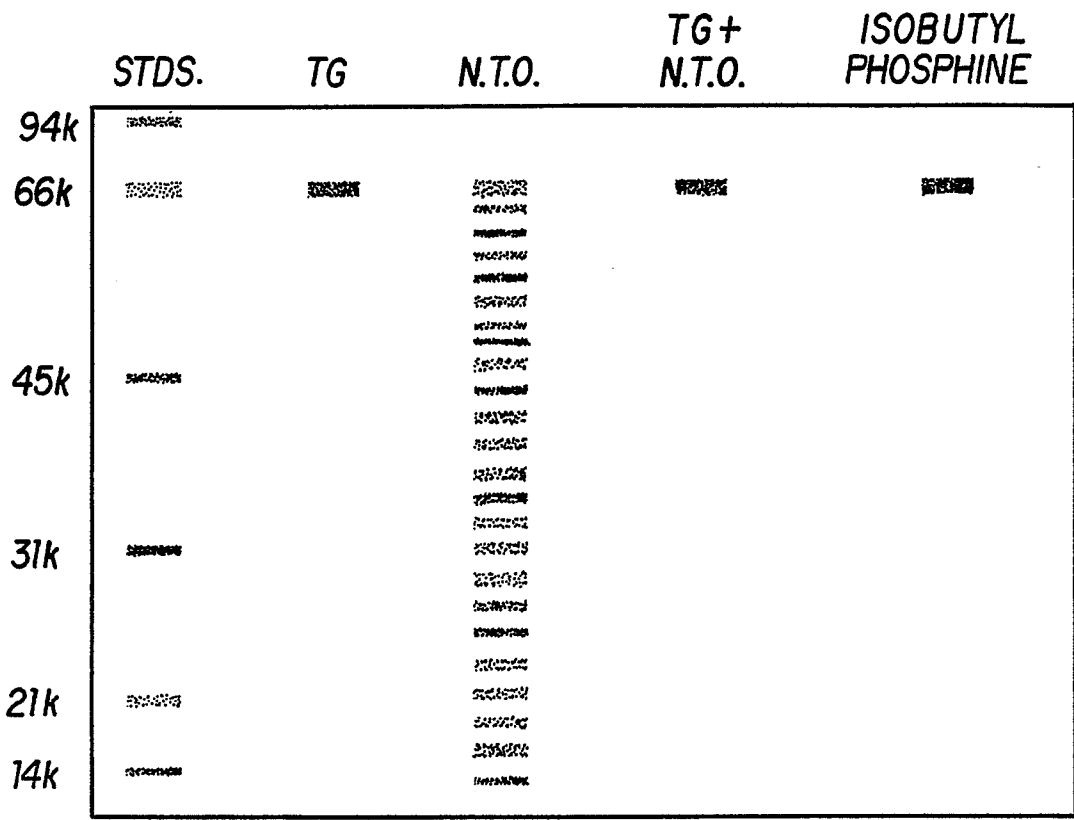 STDS.
TG
N.T.O.
TG+
N.T.O.
ISOBUTYL
PHOSPHINE
94k
66k
45k
31k
21k
14k